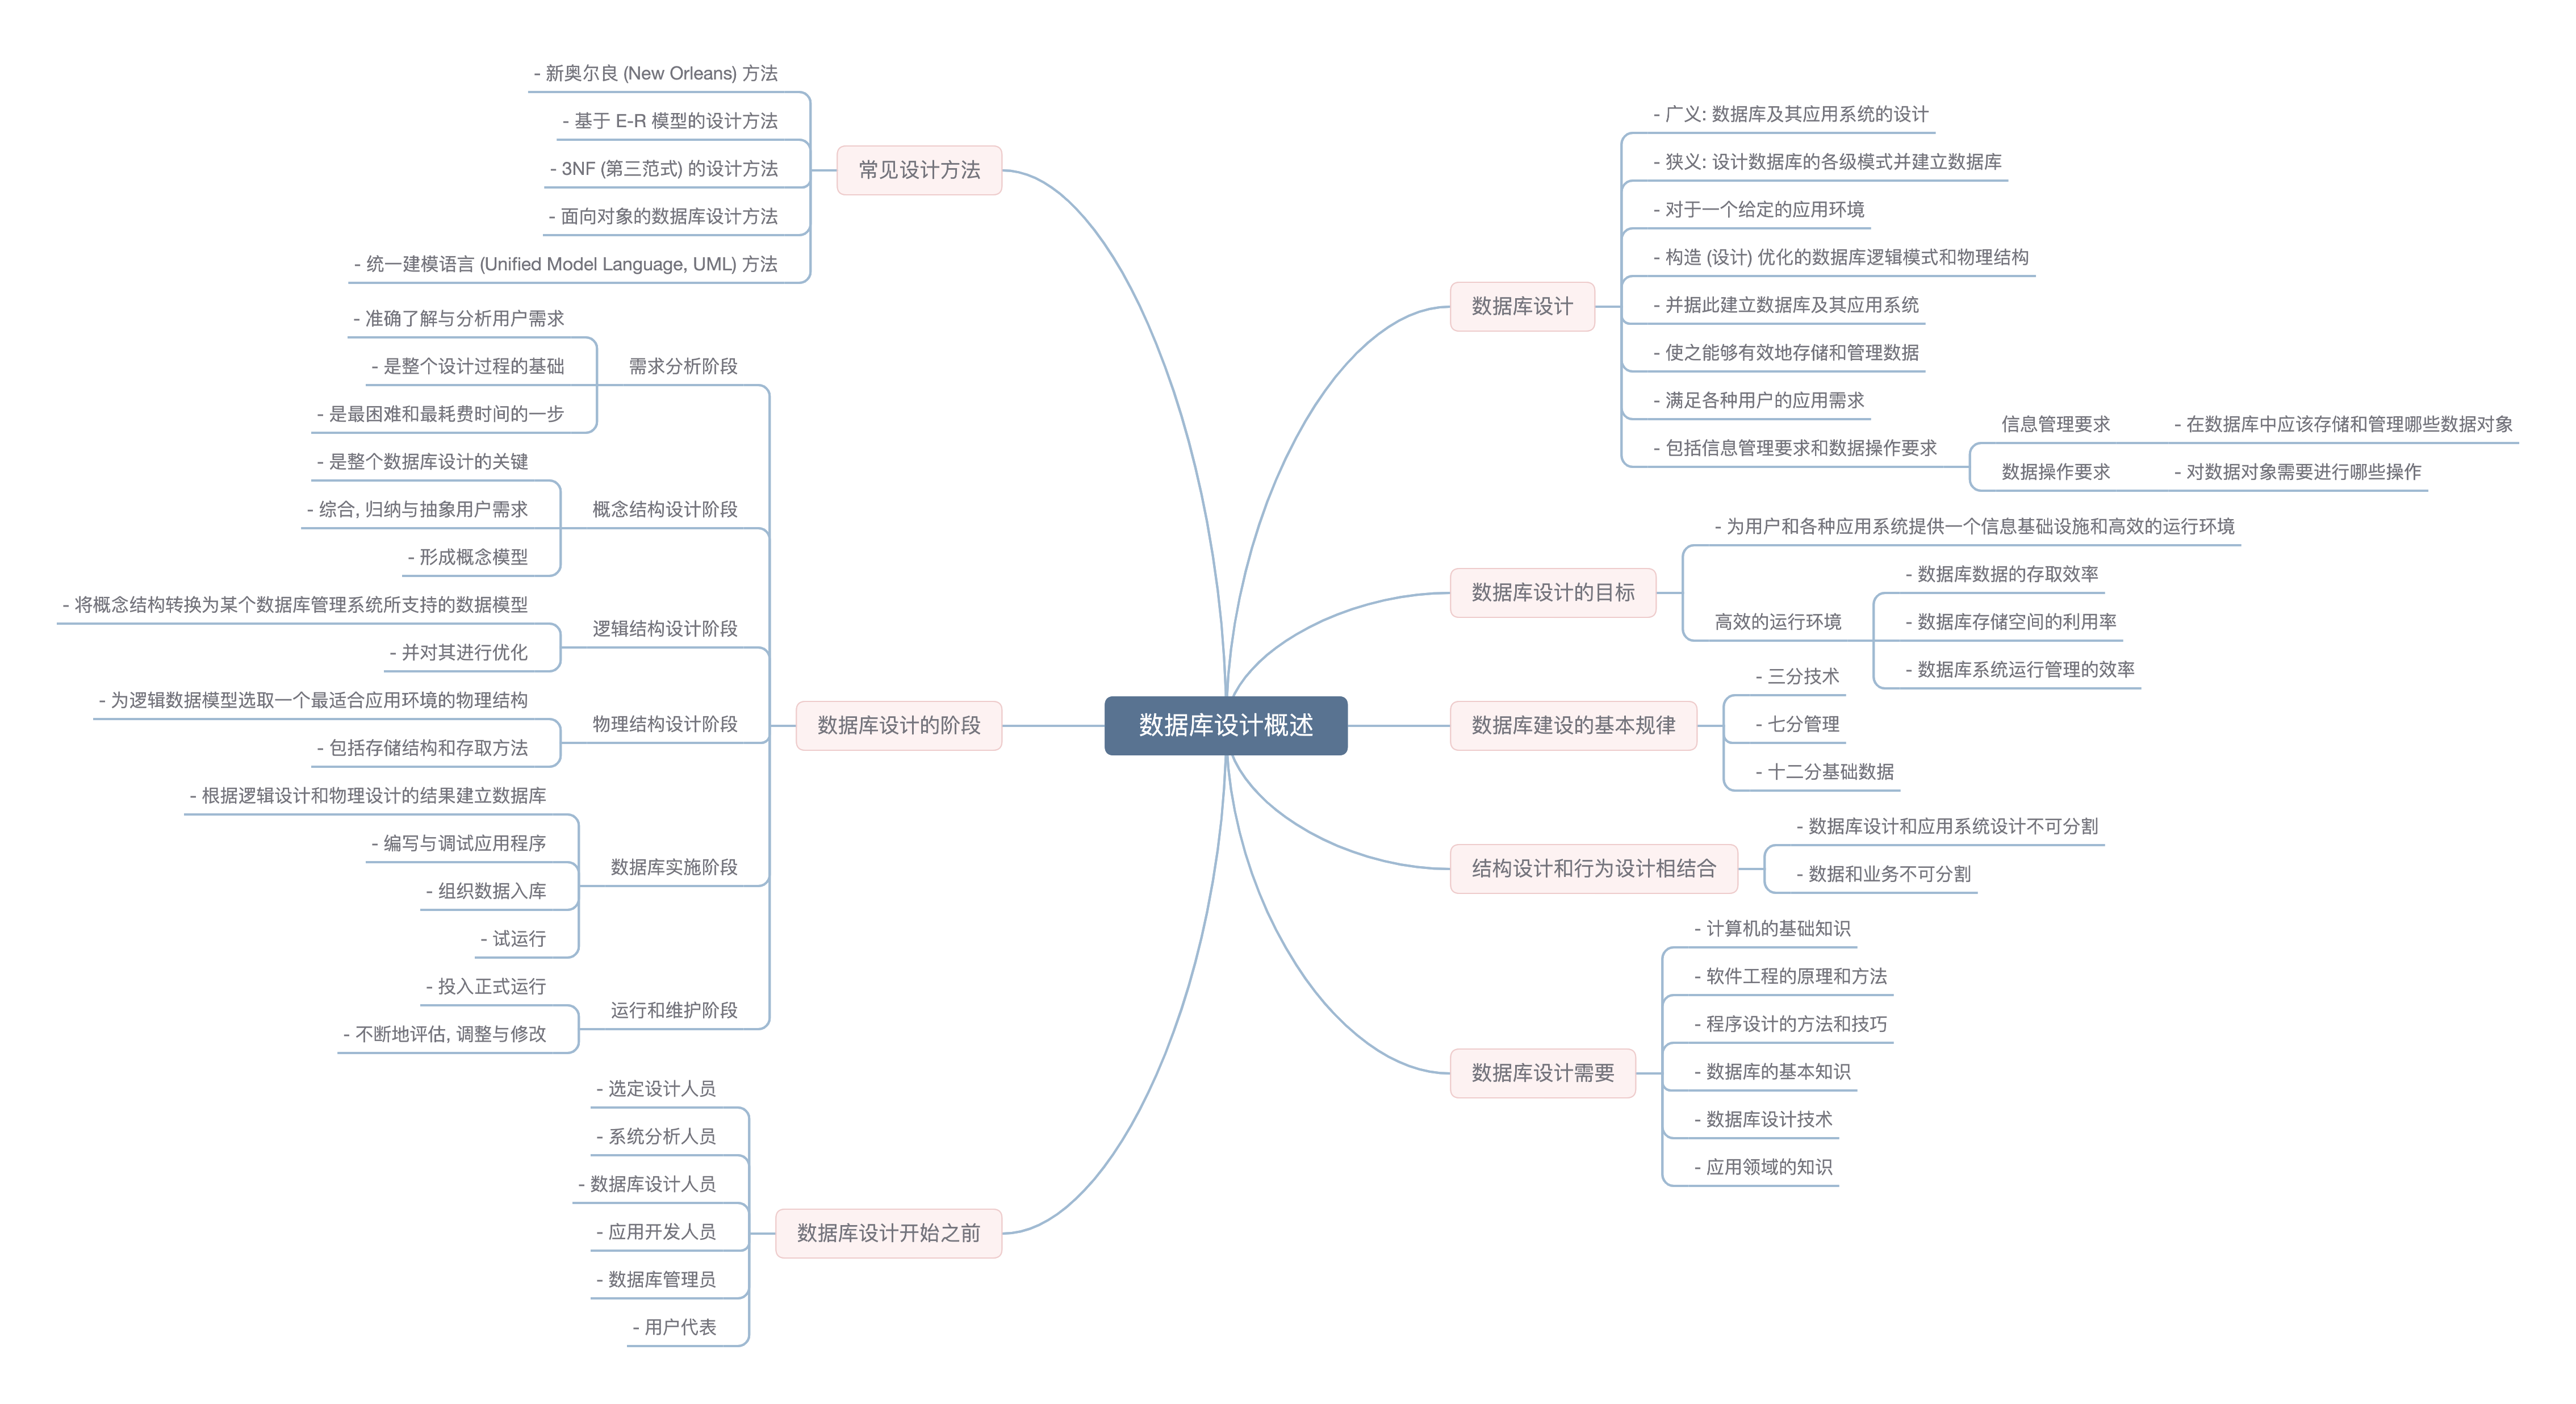 数据库设计概述
数据库设计
- 广义: 数据库及其应用系统的设计
- 狭义: 设计数据库的各级模式并建立数据库
- 对于一个给定的应用环境
- 构造 (设计) 优化的数据库逻辑模式和物理结构
- 并据此建立数据库及其应用系统
- 使之能够有效地存储和管理数据
- 满足各种用户的应用需求
- 包括信息管理要求和数据操作要求
信息管理要求
- 在数据库中应该存储和管理哪些数据对象
数据操作要求
- 对数据对象需要进行哪些操作
数据库设计的目标
- 为用户和各种应用系统提供一个信息基础设施和高效的运行环境
高效的运行环境
- 数据库数据的存取效率
- 数据库存储空间的利用率
- 数据库系统运行管理的效率
数据库建设的基本规律
- 三分技术
- 七分管理
- 十二分基础数据
结构设计和行为设计相结合
- 数据库设计和应用系统设计不可分割
- 数据和业务不可分割
数据库设计需要
- 计算机的基础知识
- 软件工程的原理和方法
- 程序设计的方法和技巧
- 数据库的基本知识
- 数据库设计技术
- 应用领域的知识
常见设计方法
- 新奥尔良 (New Orleans) 方法
- 基于 E-R 模型的设计方法
- 3NF (第三范式) 的设计方法
- 面向对象的数据库设计方法
- 统一建模语言 (Unified Model Language, UML) 方法
数据库设计的阶段
需求分析阶段
- 准确了解与分析用户需求
- 是整个设计过程的基础
- 是最困难和最耗费时间的一步
概念结构设计阶段
- 是整个数据库设计的关键
- 综合, 归纳与抽象用户需求
- 形成概念模型
逻辑结构设计阶段
- 将概念结构转换为某个数据库管理系统所支持的数据模型
- 并对其进行优化
物理结构设计阶段
- 为逻辑数据模型选取一个最适合应用环境的物理结构
- 包括存储结构和存取方法
数据库实施阶段
- 根据逻辑设计和物理设计的结果建立数据库
- 编写与调试应用程序
- 组织数据入库
- 试运行
运行和维护阶段
- 投入正式运行
- 不断地评估, 调整与修改
数据库设计开始之前
- 选定设计人员
- 系统分析人员
- 数据库设计人员
- 应用开发人员
- 数据库管理员
- 用户代表